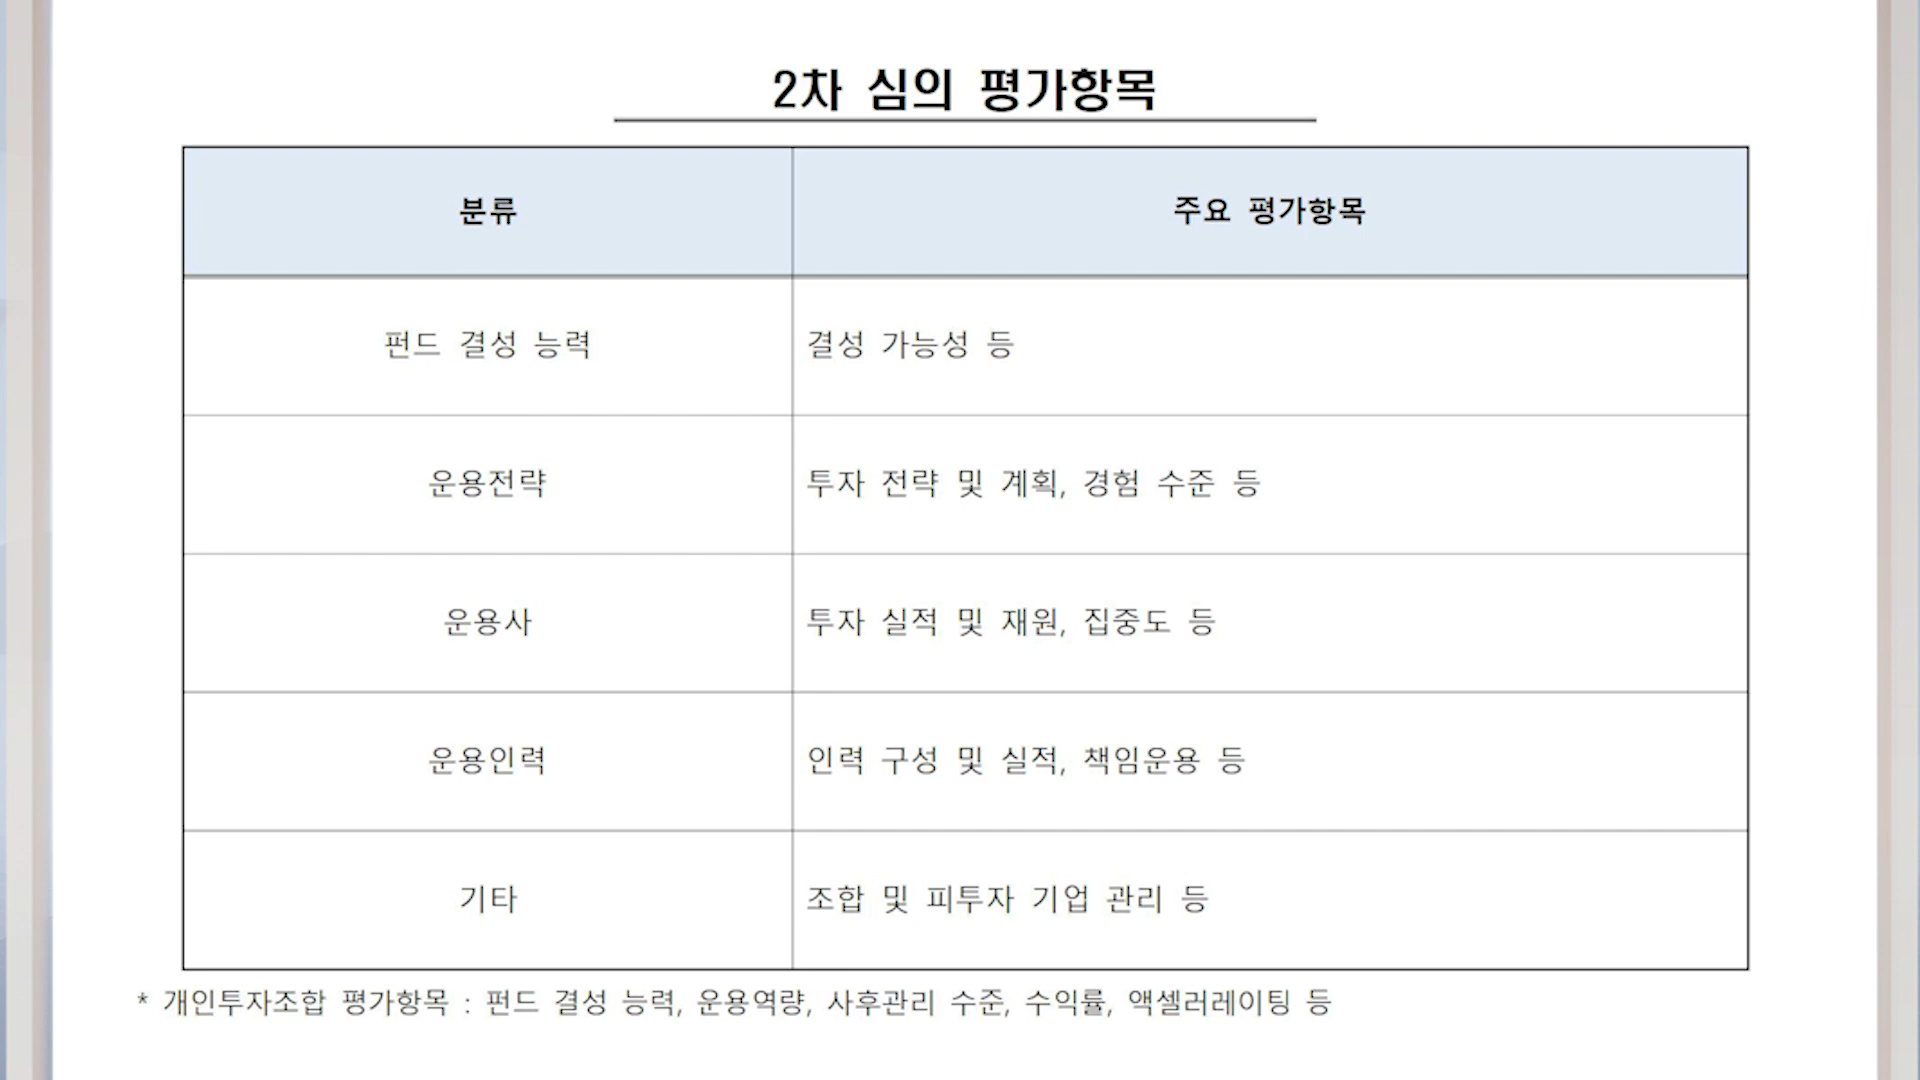 2차 심의 평가항목
분류 주요 평가항목
펀드 결성 능력 결성 가능성 등
운용전략 투자 전략 및 계획, 경험 수준 등
운용사 투자 실적 및 재원, 집중도 등
운용인력 인력 구성 및 실적, 책임운용 등
기타 조합 및 피투자 기업 관리 등
* 개인투자조합 평가항목 : 펀드 결성 능력, 운용역량, 사후관리 수준, 수익률, 액셀러레이팅 등